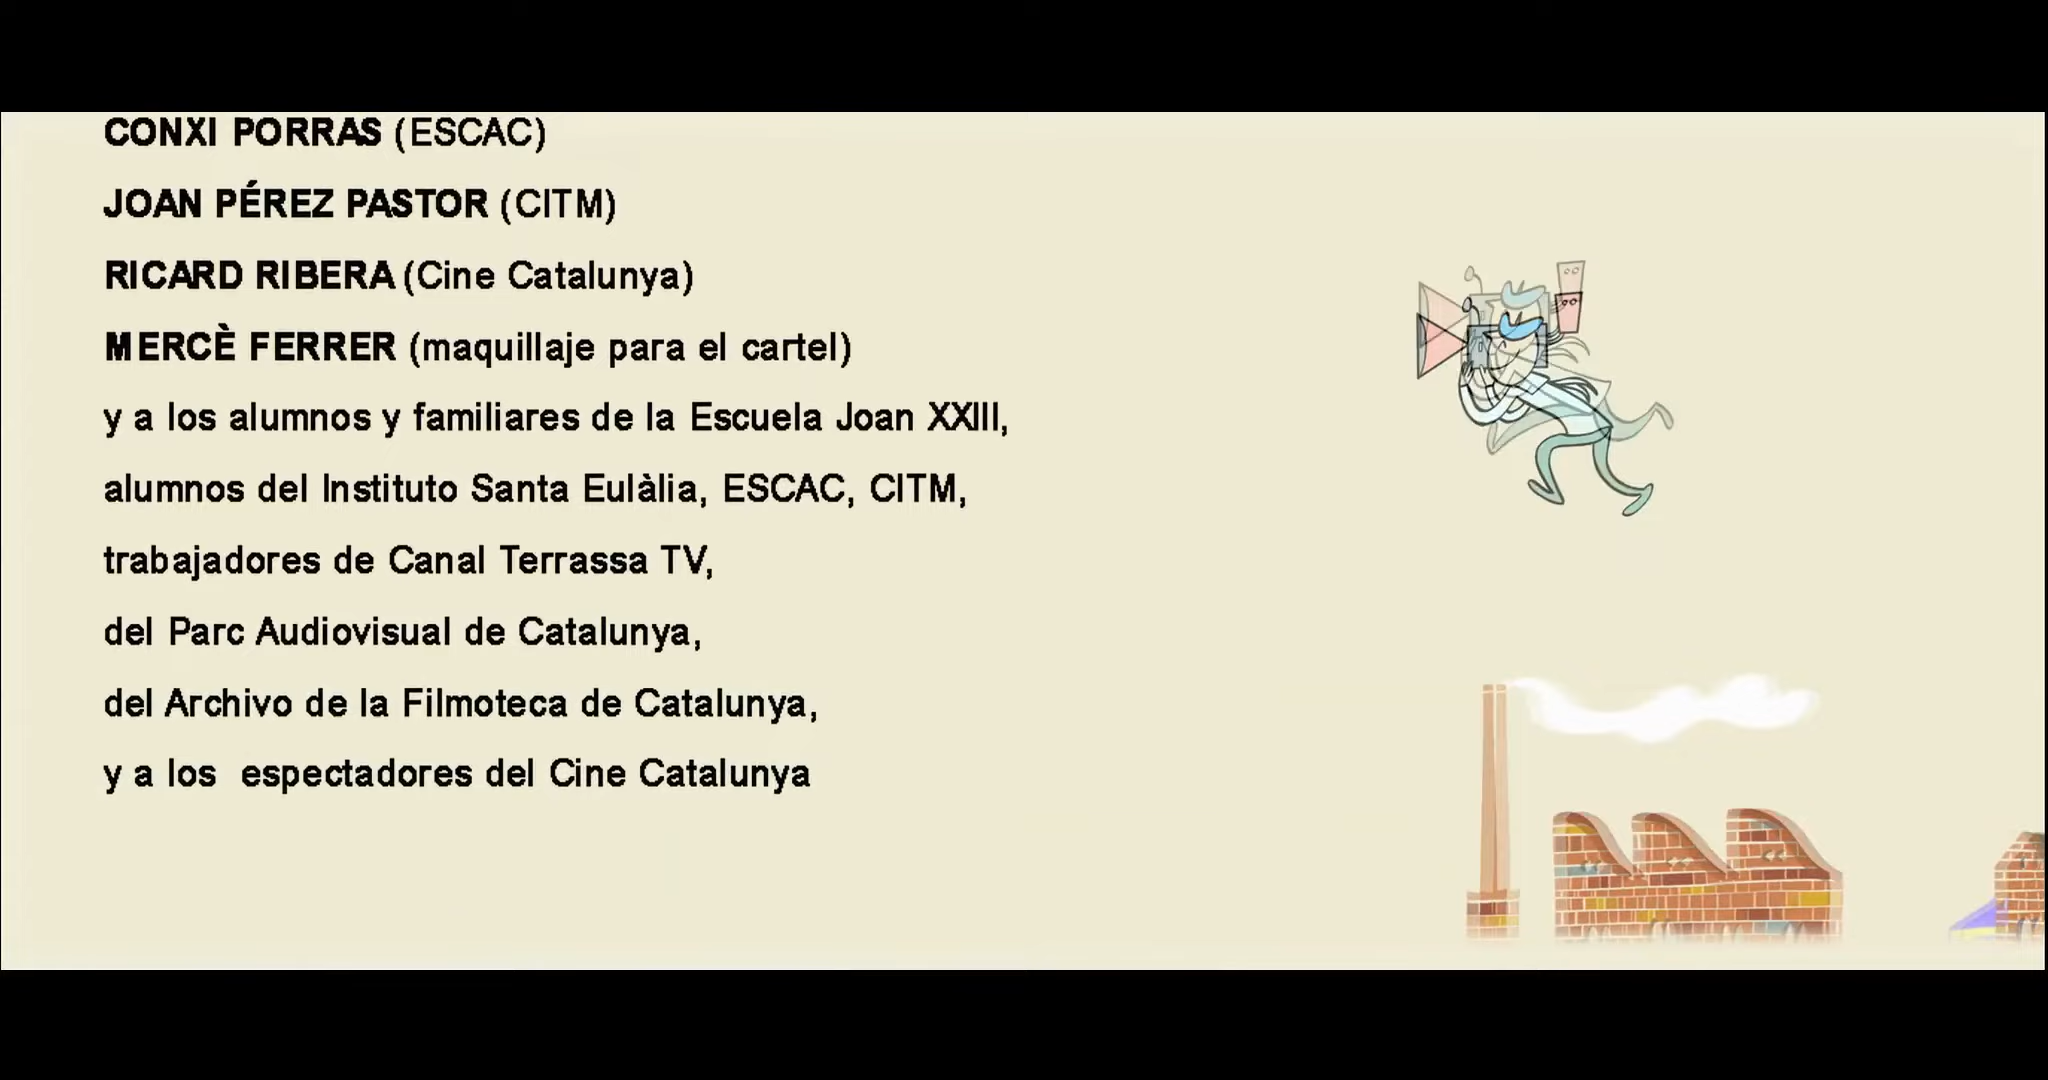 CONXI PORRAS (ESCAC)
JOAN PÉREZ PASTOR (CITM)
RICARD RIBERA (Cine Catalunya)
MERCÈ FERRER (maquillaje para el cartel)
y a los alumnos y familiares de la Escuela Joan XXIII,
alumnos del Instituto Santa Eulàlia, ESCAC, CITM,
trabajadores de Canal Terrassa TV,
del Parc Audiovisual de Catalunya,
del Archivo de la Filmoteca de Catalunya,
y a los espectadores del Cine Catalunya